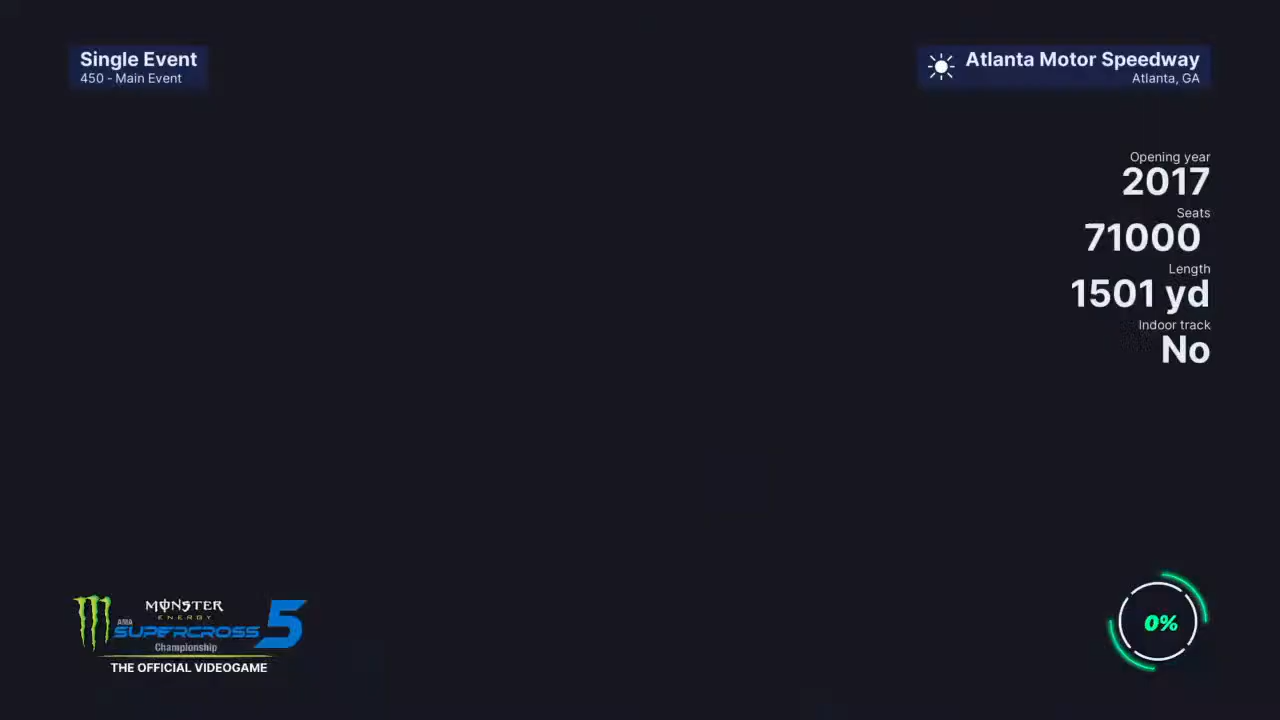 Single Event
450 - Main Event
Atlanta Motor Speedway
Atlanta, GA
Opening year
2017
Seats
71000
Length
1501 yd
Indoor track
No
MONSTER
ENERGY
AMA
SUPERCROSS 5
Championship
THE OFFICIAL VIDEOGAME
0%